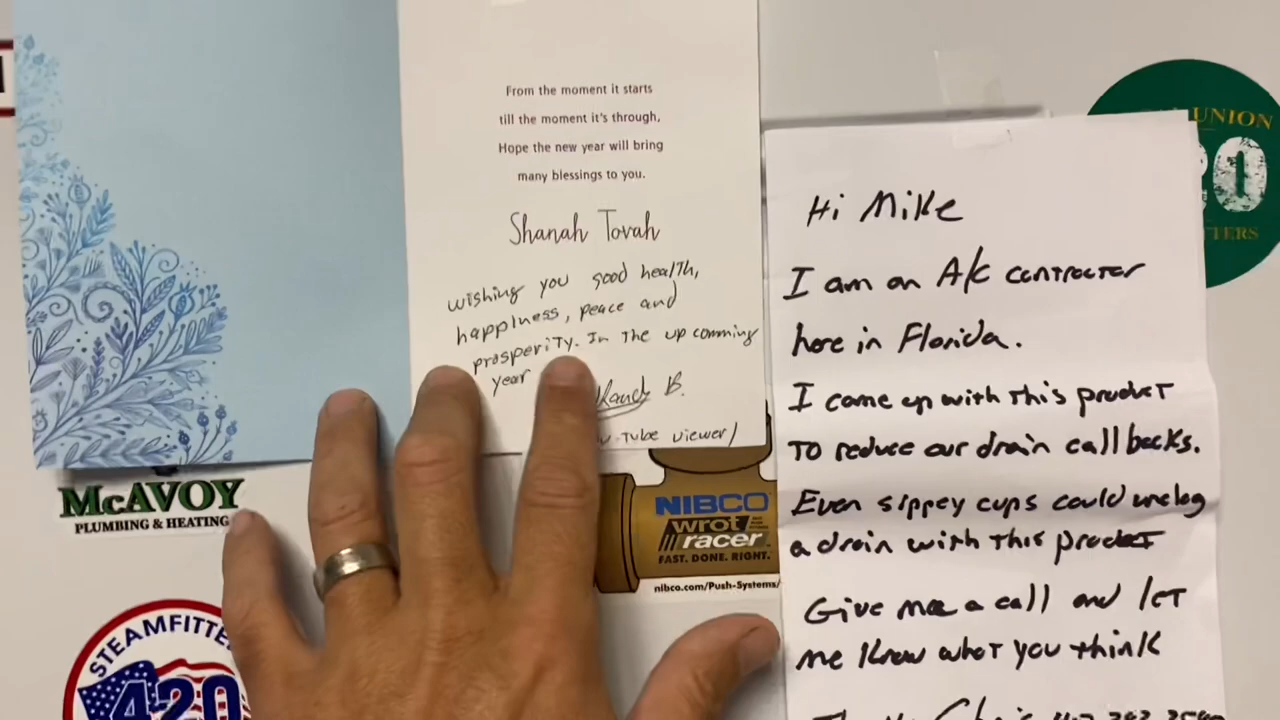 From the moment it starts
till the moment it's through,
Hope the new year will bring
many blessings to you.
Shanah Tovah
wishing you good health,
happiness, peace and
prosperity. In the up comming
year
Randy B.
Tube viewer/
Hi Mike
I am an A/C contractor
here in Florida.
I come up with this product
To reduce our drain call backs.
Even sippey cups could unclog
a drain with this product
Give me a call and let
me know what you think
UNION
20
McAVOY
PLUMBING & HEATING
NIBCO
wrot
racer
FAST. DONE. RIGHT.
nibco.com/Push-Systems/
STEAMFITTE
420